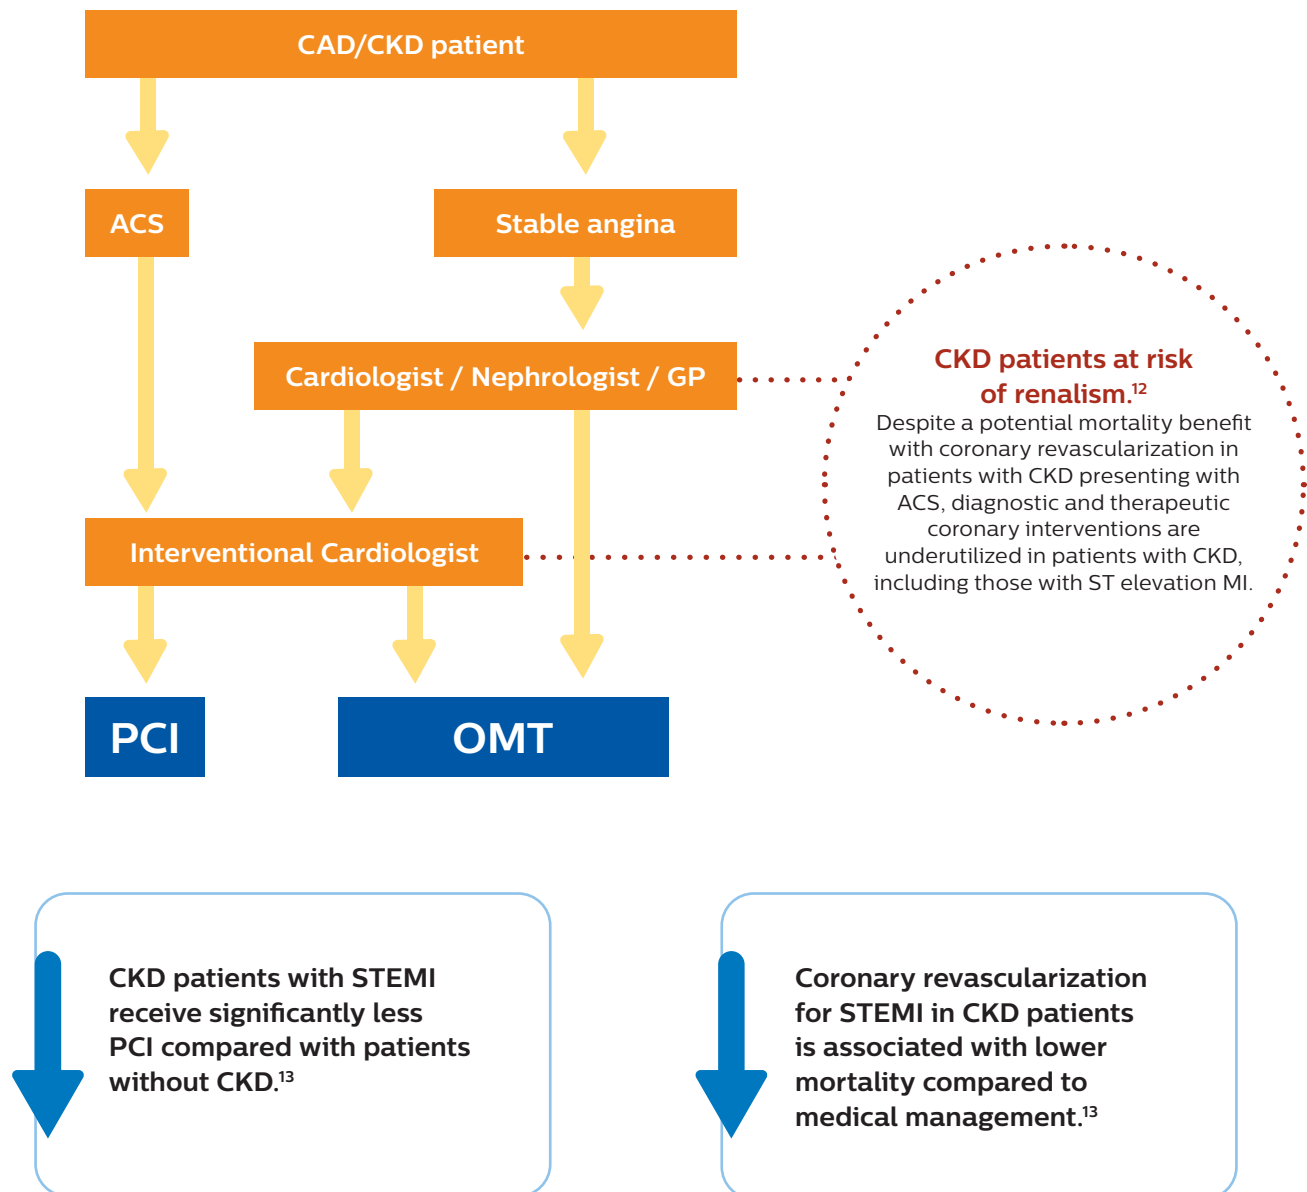 CAD/CKD patient
ACS
Stable angina
Cardiologist / Nephrologist / GP
Interventional Cardiologist
PCI
OMT
CKD patients at risk
of renalism.¹²
Despite a potential mortality benefit
with coronary revascularization in
patients with CKD presenting with
ACS, diagnostic and therapeutic
coronary interventions are
underutilized in patients with CKD,
including those with ST elevation MI.
CKD patients with STEMI
receive significantly less
PCI compared with patients
without CKD.¹³
Coronary revascularization
for STEMI in CKD patients
is associated with lower
mortality compared to
medical management.¹³